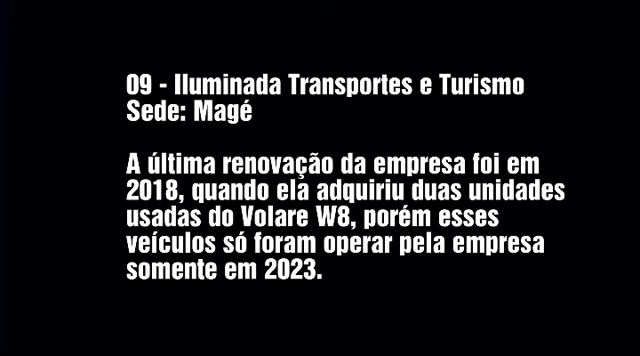 09 - Iluminada Transportes e Turismo
Sede: Magé
A última renovação da empresa foi em
2018, quando ela adquiriu duas unidades
usadas do Volare W8, porém esses
veículos só foram operar pela empresa
somente em 2023.